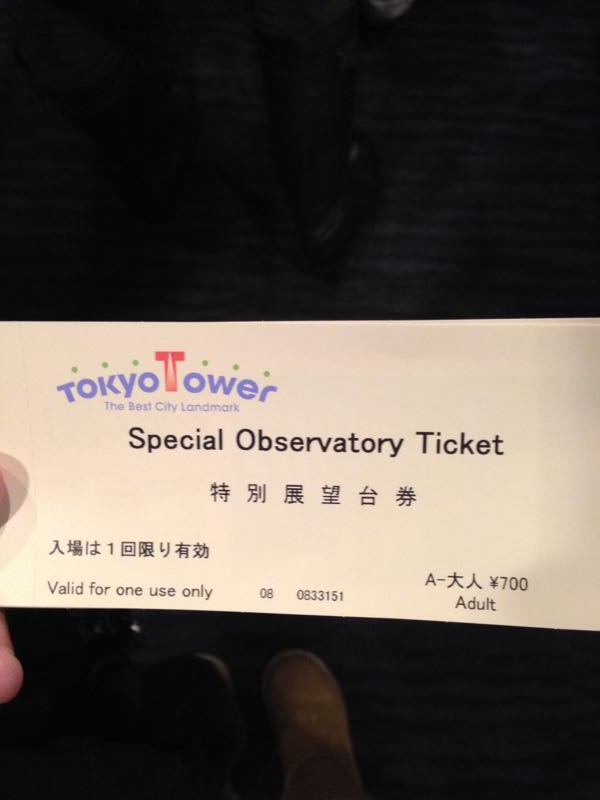 TOKYO TOWER
The Best City Landmark
Special Observatory Ticket
特別展望台券
入場は1回限り有効
Valid for one use only
08 0833151
A-大人 ¥700
Adult